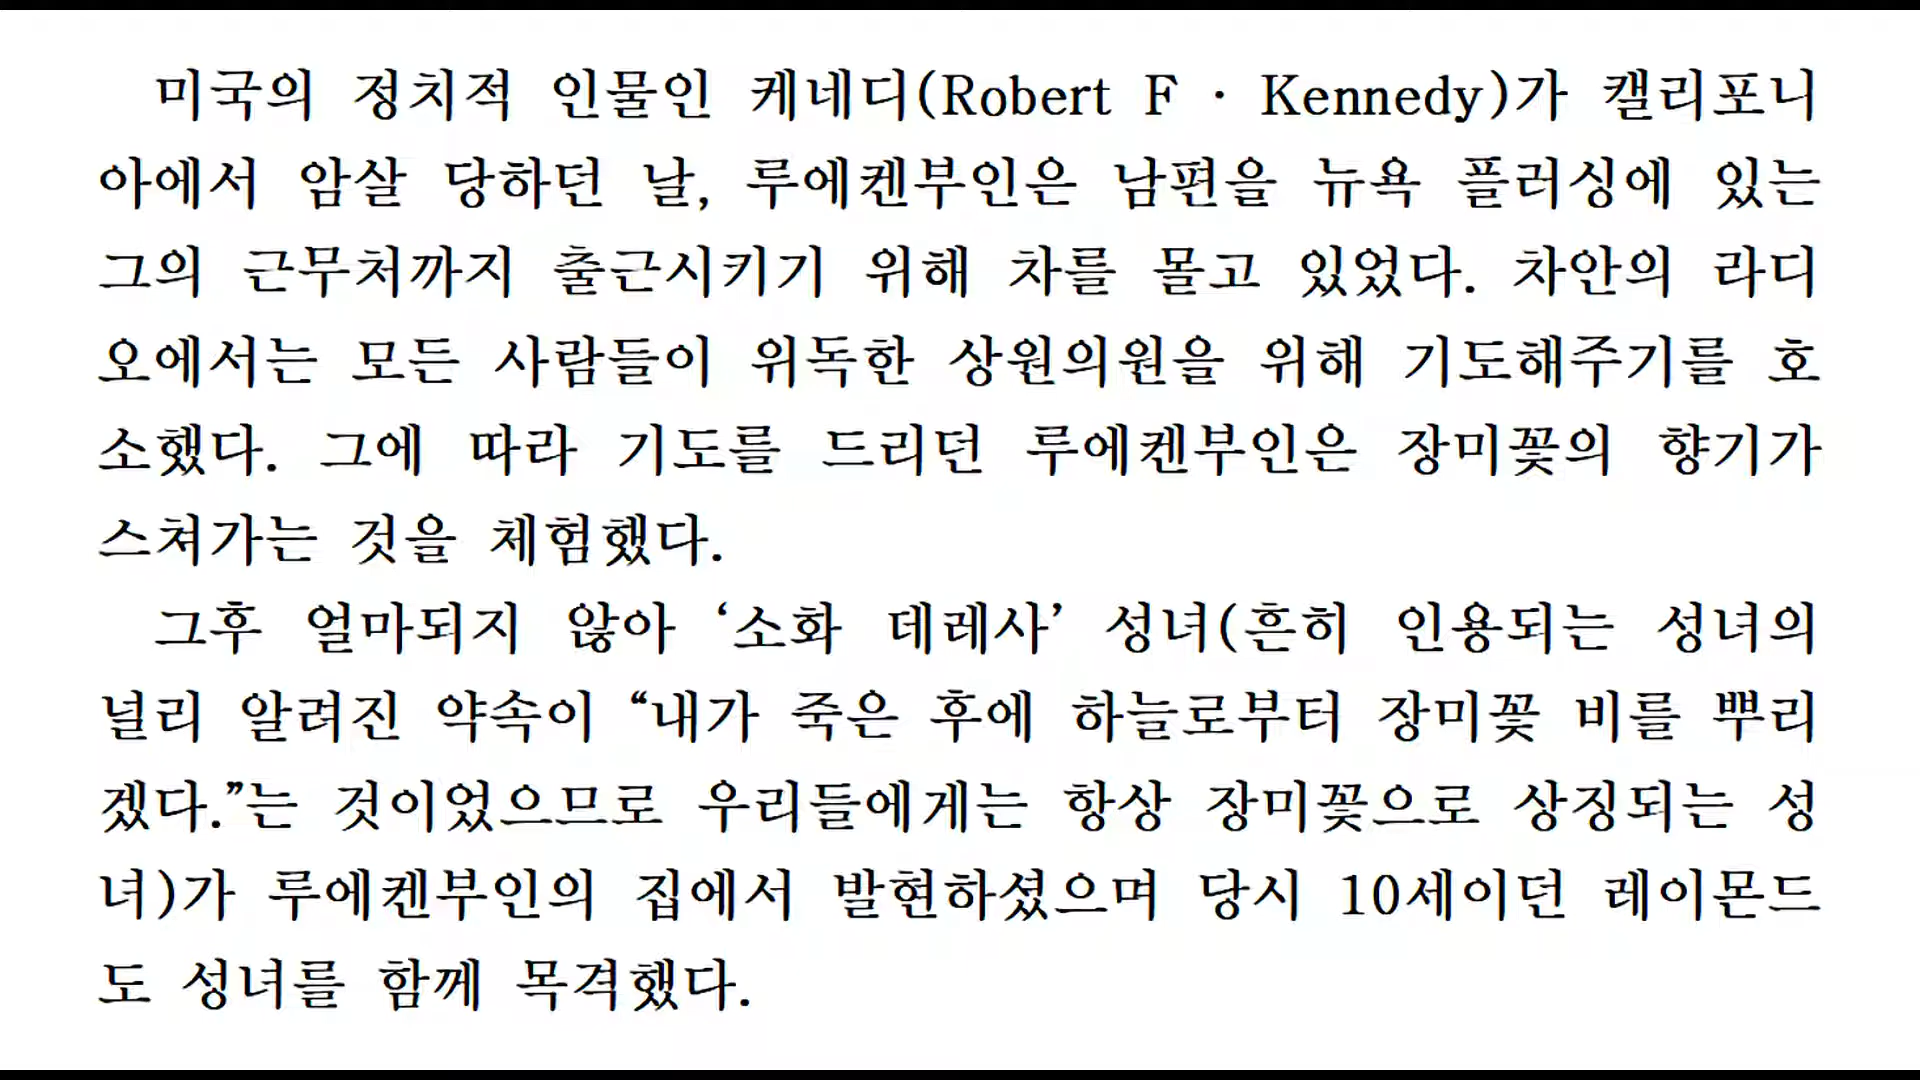 미국의 정치적 인물인 케네디(Robert F · Kennedy)가 캘리포니
아에서 암살 당하던 날, 루에켄부인은 남편을 뉴욕 플러싱에 있는
그의 근무처까지 출근시키기 위해 차를 몰고 있었다. 차안의 라디
오에서는 모든 사람들이 위독한 상원의원을 위해 기도해주기를 호
소했다. 그에 따라 기도를 드리던 루에켄부인은 장미꽃의 향기가
스쳐가는 것을 체험했다.
그후 얼마되지 않아 ‘소화 데레사’ 성녀(흔히 인용되는 성녀의
널리 알려진 약속이 “내가 죽은 후에 하늘로부터 장미꽃 비를 뿌리
겠다.”는 것이었으므로 우리들에게는 항상 장미꽃으로 상징되는 성
녀)가 루에켄부인의 집에서 발현하셨으며 당시 10세이던 레이몬드
도 성녀를 함께 목격했다.